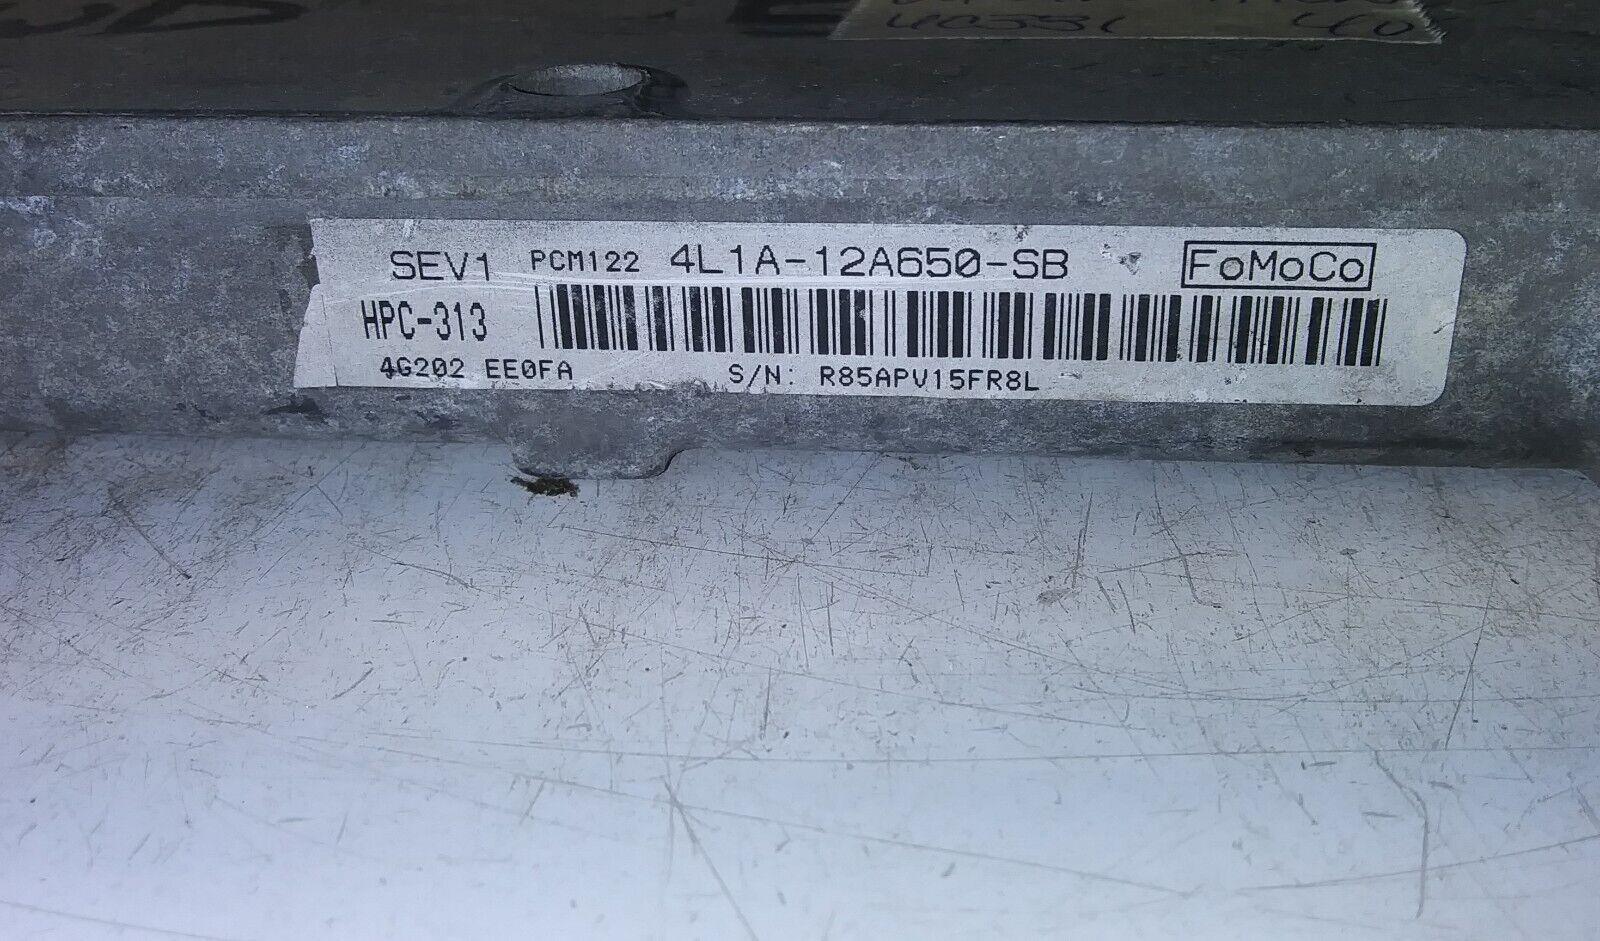 SEV1 PCM122 4L1A-12A650-SB FoMoCo
HPC-313
4G202 EE0FA S/N: R85APV15FR8L